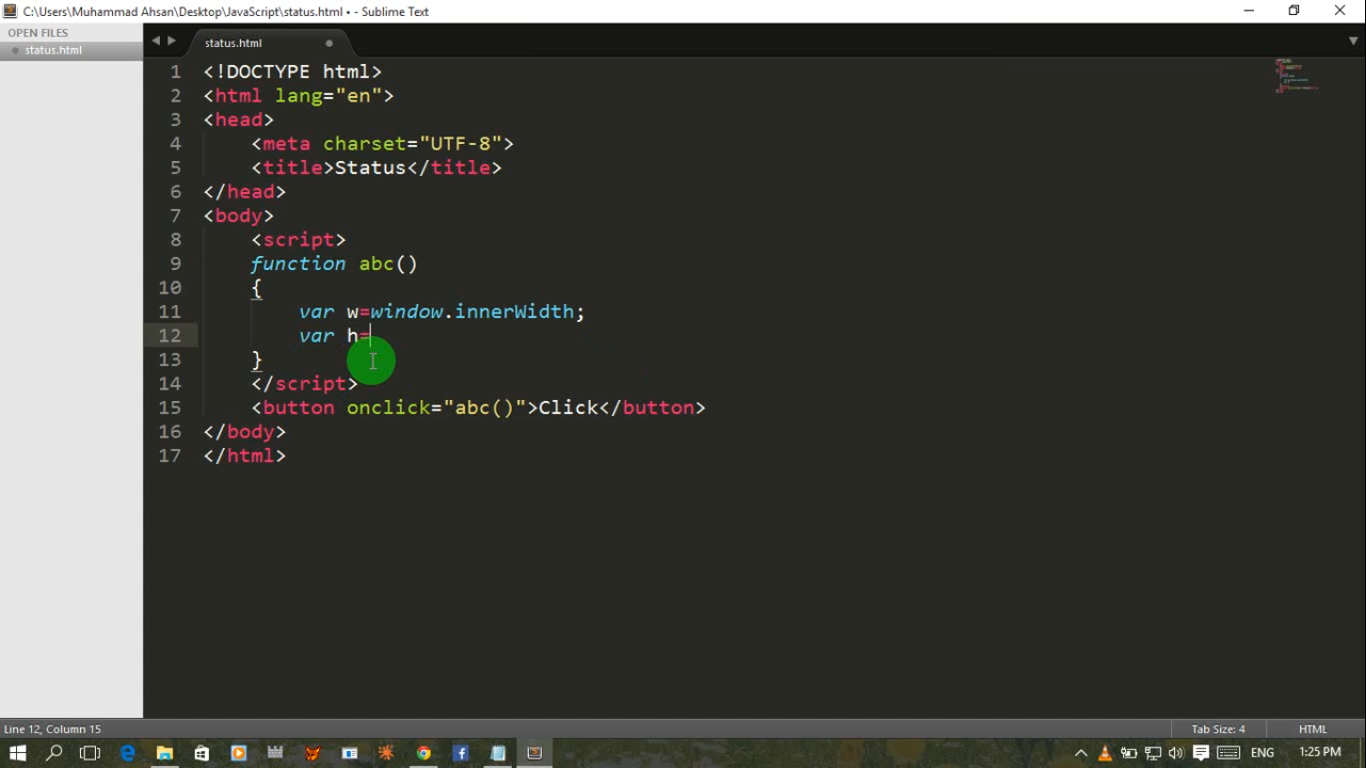 C:\Users\Muhammad Ahsan\Desktop\JavaScript\status.html • - Sublime Text
OPEN FILES
status.html
status.html
1 <!DOCTYPE html>
2 <html lang="en">
3 <head>
4 <meta charset="UTF-8">
5 <title>Status</title>
6 </head>
7 <body>
8 <script>
9 function abc()
10 {
11 var w=window.innerWidth;
12 var h=
13 }
14 </script>
15 <button onclick="abc()">Click</button>
16 </body>
17 </html>
Line 12, Column 15
Tab Size: 4
HTML
ENG
1:25 PM